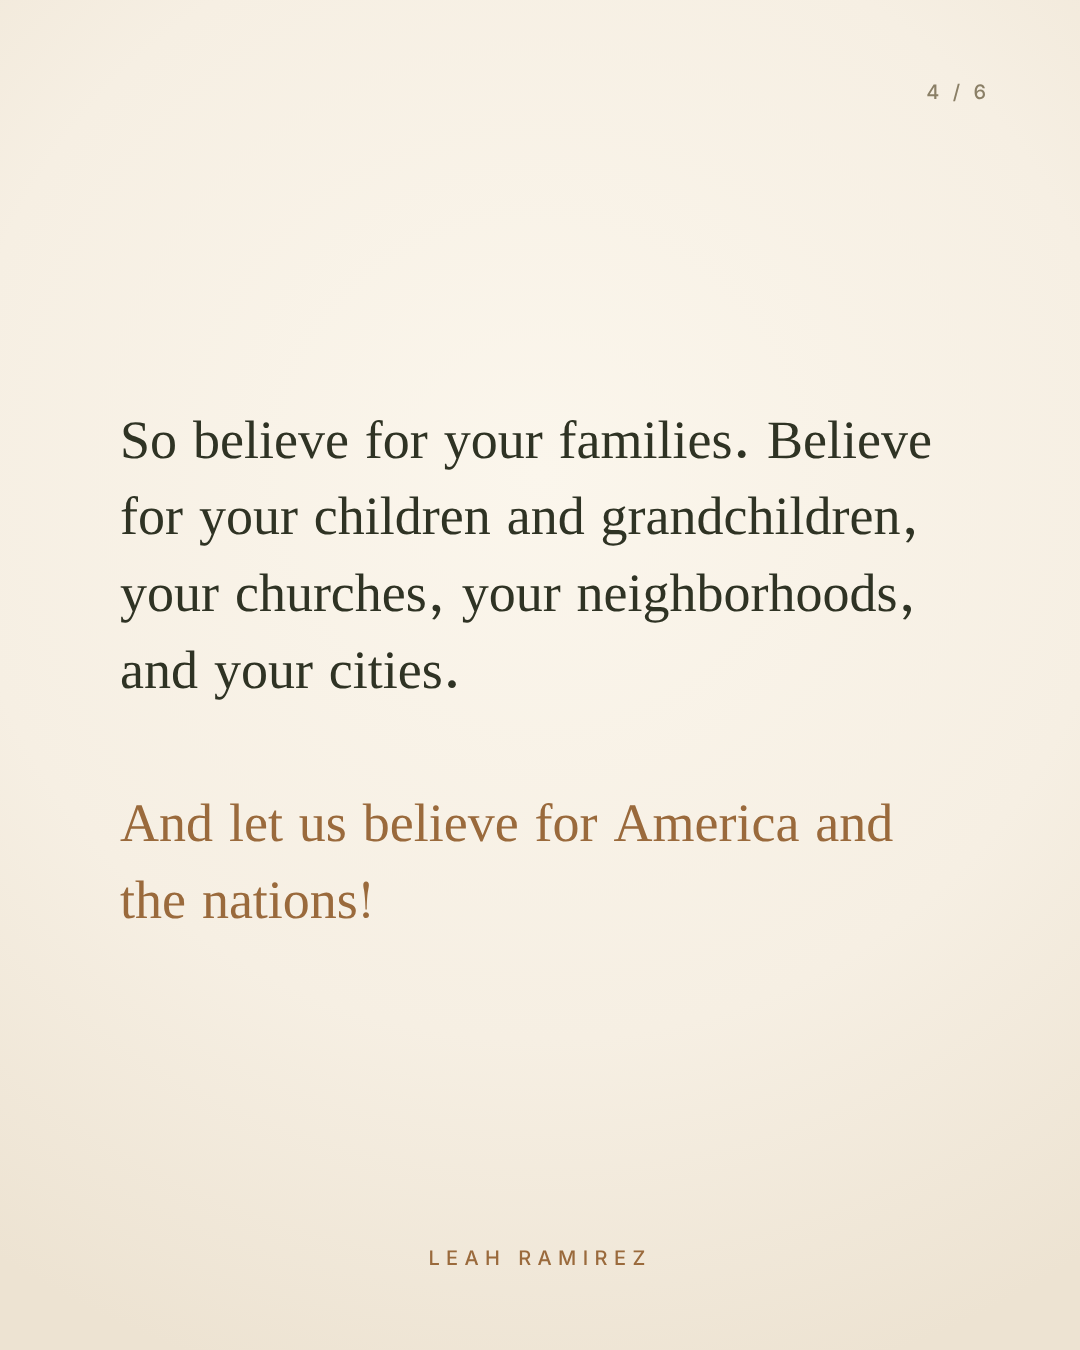 4 / 6
So believe for your families. Believe
for your children and grandchildren,
your churches, your neighborhoods,
and your cities.
And let us believe for America and
the nations!
LEAH RAMIREZ